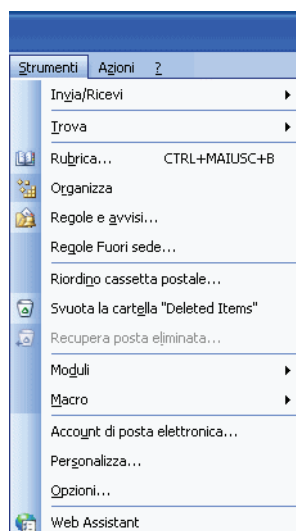 Strumenti Azioni ?
Invia/Ricevi
Trova
Rubrica... CTRL+MAIUSC+B
Organizza
Regole e avvisi...
Regole Fuori sede...
Riordino cassetta postale...
Svuota la cartella "Deleted Items"
Recupera posta eliminata...
Moduli
Macro
Account di posta elettronica...
Personalizza...
Opzioni...
Web Assistant